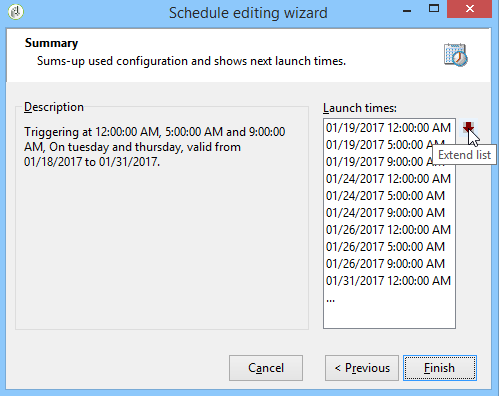 Schedule editing wizard
Summary
Sums-up used configuration and shows next launch times.
Description
Triggering at 12:00:00 AM, 5:00:00 AM and 9:00:00
AM, On tuesday and thursday, valid from
01/18/2017 to 01/31/2017.
Launch times:
01/19/2017 12:00:00 AM
01/19/2017 5:00:00 AM
01/19/2017 9:00:00 AM
01/24/2017 12:00:00 AM
01/24/2017 5:00:00 AM
01/24/2017 9:00:00 AM
01/26/2017 12:00:00 AM
01/26/2017 5:00:00 AM
01/26/2017 9:00:00 AM
01/31/2017 12:00:00 AM
...
Extend list
Cancel
< Previous
Finish